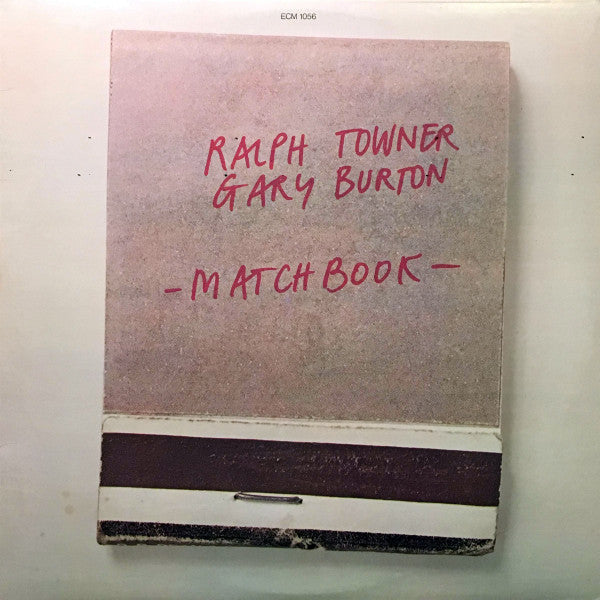 ECM 1056
RALPH TOWNER
GARY BURTON
- MATCHBOOK -